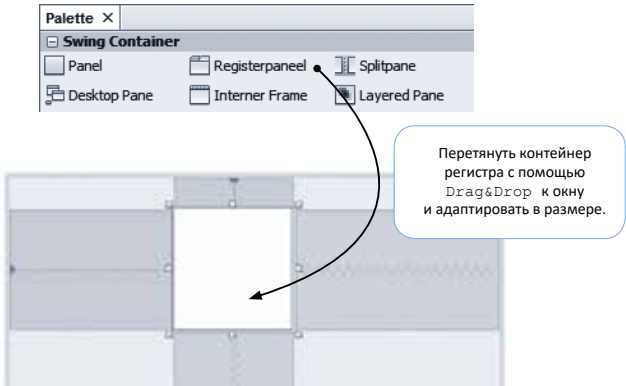 Palette ×
Swing Container
Panel
Registerpaneel
Splitpane
Desktop Pane
Interner Frame
Layered Pane
Перетянуть контейнер
регистра с помощью
Drag&Drop к окну
и адаптировать в размере.